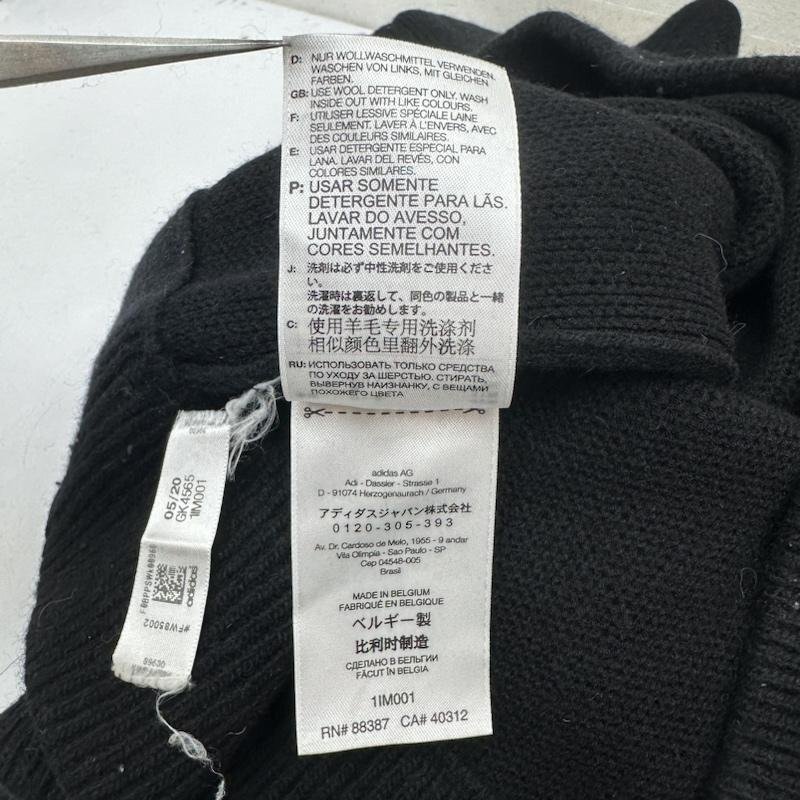 D: NUR WOLLWASCHMITTEL VERWENDEN.
WASCHEN VON LINKS, MIT GLEICHEN
FARBEN.
GB: USE WOOL DETERGENT ONLY. WASH
INSIDE OUT WITH LIKE COLOURS.
F: UTILISER LESSIVE SPÉCIALE LAINE
SEULEMENT. LAVER À L'ENVERS, AVEC
DES COULEURS SIMILAIRES.
E: USAR DETERGENTE ESPECIAL PARA
LANA. LAVAR DEL REVÉS, CON
COLORES SIMILARES.
P: USAR SOMENTE
DETERGENTE PARA LÃS.
LAVAR DO AVESSO,
JUNTAMENTE COM
CORES SEMELHANTES.
J: 洗剤は必ず中性洗剤をご使用くださ
い。
洗濯時は裏返して、同色の製品と一緒
の洗濯をお勧めします。
C: 使用羊毛专用洗涤剂
相似颜色里翻外洗涤
RU: ИСПОЛЬЗОВАТЬ ТОЛЬКО СРЕДСТВА
ПО УХОДУ ЗА ШЕРСТЬЮ. СТИРАТЬ,
ВЫВЕРНУВ НАИЗНАНКУ, С ВЕЩАМИ
ПОХОЖЕГО ЦВЕТА
adidas AG
Adi - Dassler - Strasse 1
D - 91074 Herzogenaurach / Germany
アディダスジャパン株式会社
0120-305-393
Av. Dr. Cardoso de Melo, 1955 - 9 andar
Vila Olimpia - Sao Paulo - SP
Cep 04548-005
Brasil
MADE IN BELGIUM
FABRIQUÉ EN BELGIQUE
ベルギー製
比利时制造
СДЕЛАНО В БЕЛЬГИИ
FĂCUT ÎN BELGIA
1IM001
RN# 88387 CA# 40312
05/20
GK4565
1IM001
adidas
#FW85002
0960